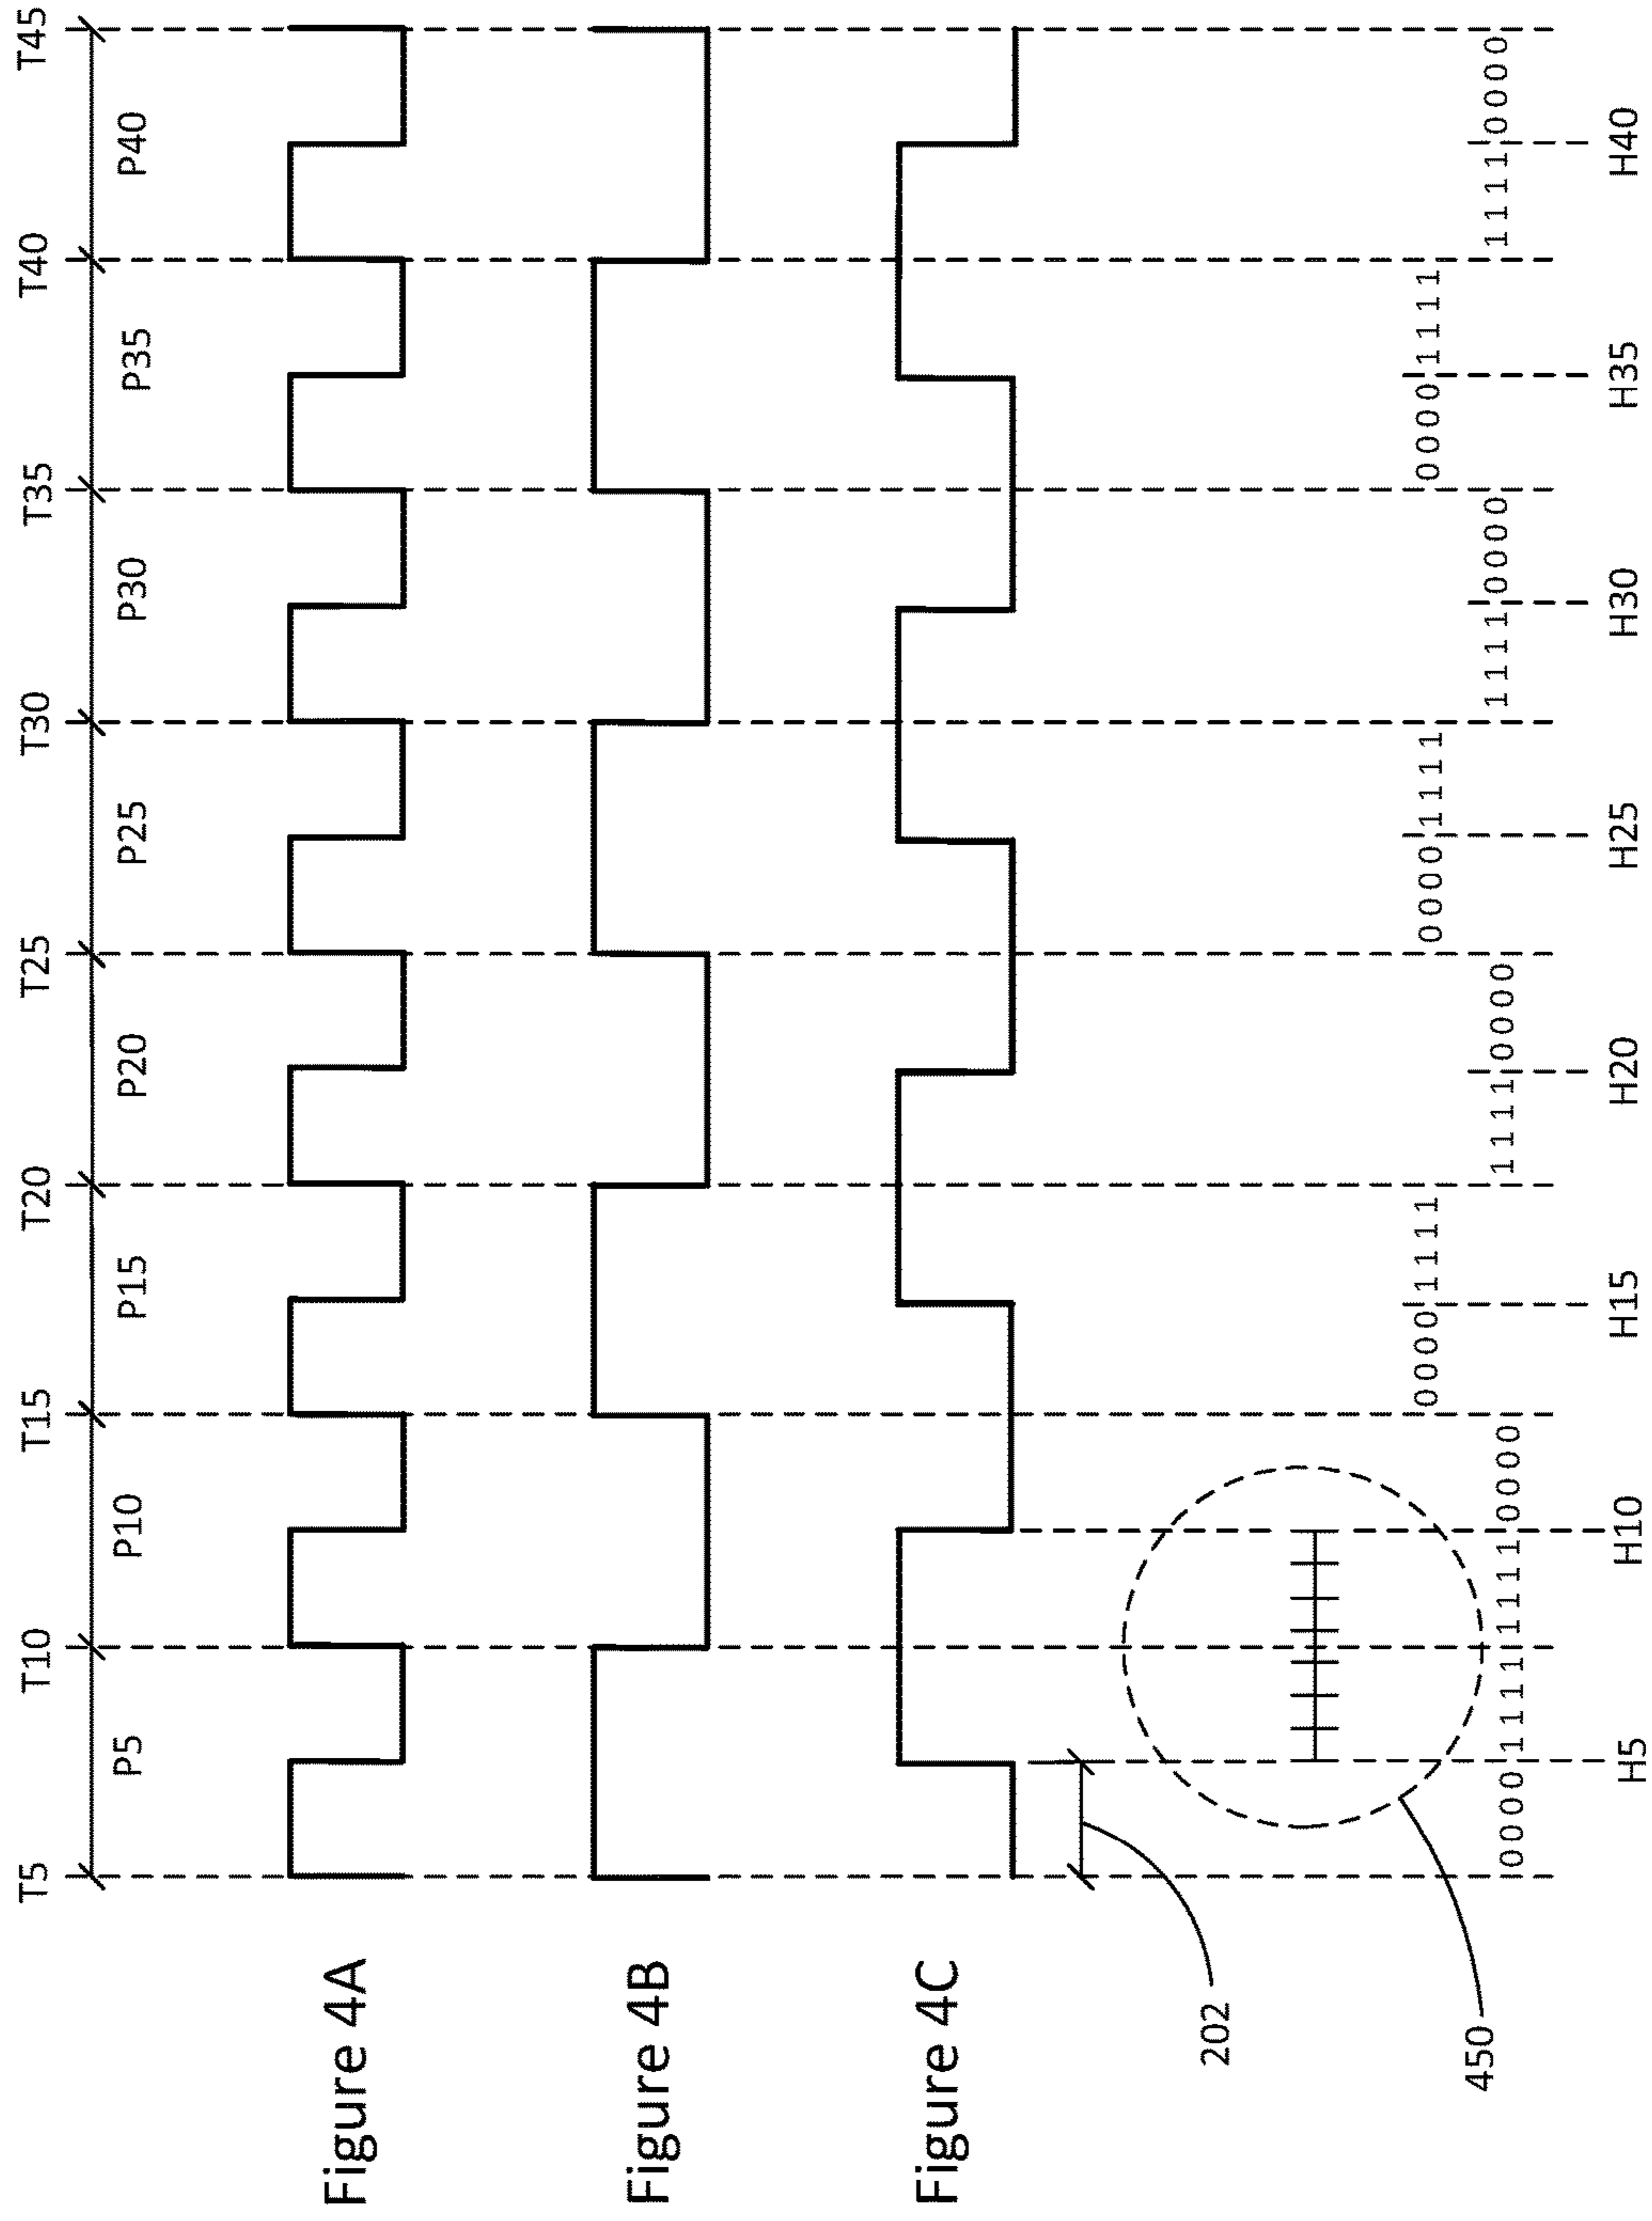 T5 T10 T15 T20 T25 T30 T35 T40 T45
P5 P10 P15 P20 P25 P30 P35 P40
Figure 4A
Figure 4B
Figure 4C
202
450
0000 1111 0000 1111 0000 1111 0000 1111
1111 0000 1111 0000 1111 0000 1111 0000
H5 H10 H15 H20 H25 H30 H35 H40